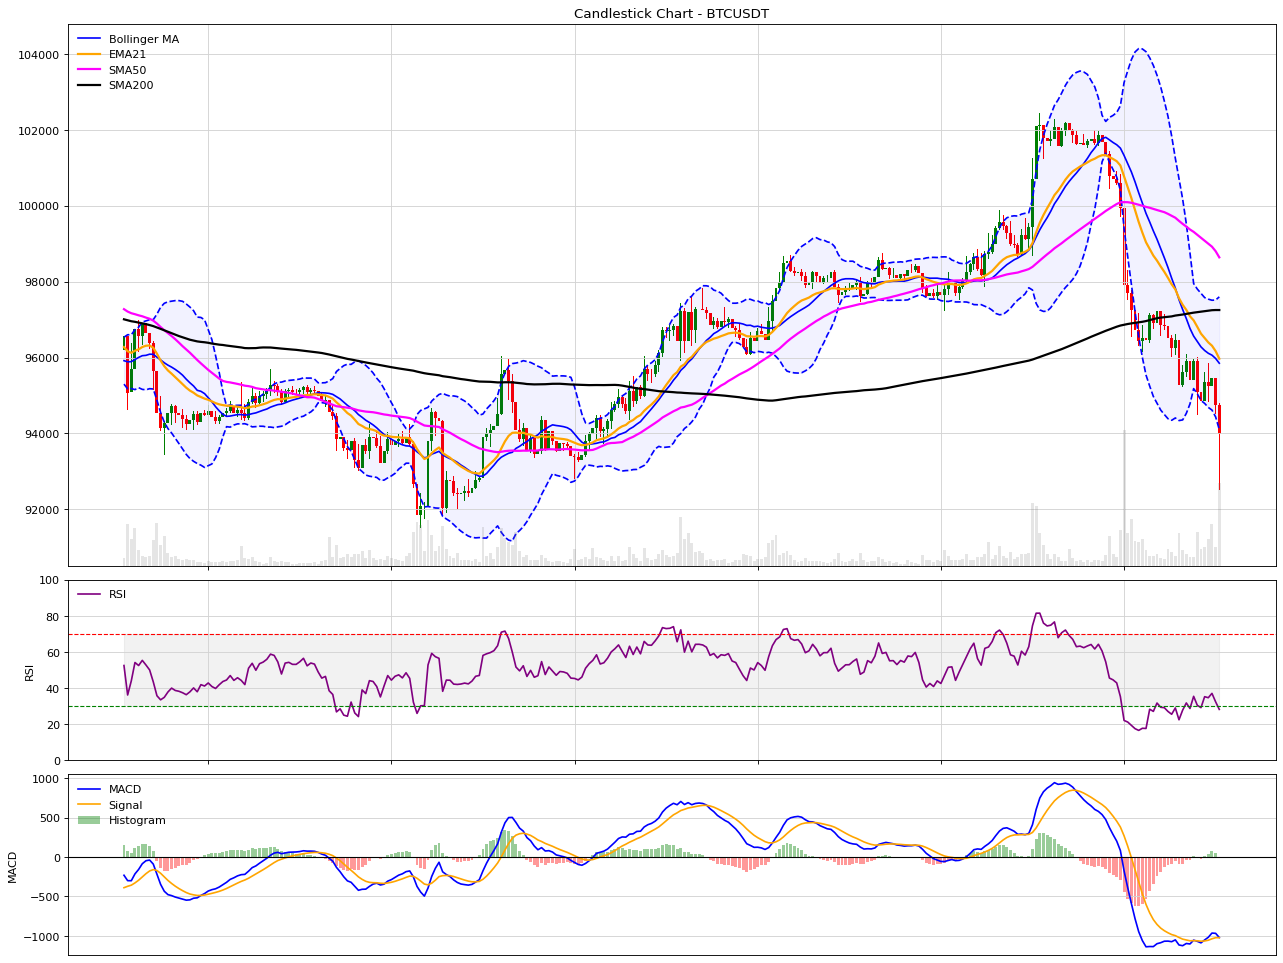 Candlestick Chart - BTCUSDT
Bollinger MA
EMA21
SMA50
SMA200
104000
102000
100000
98000
96000
94000
92000
RSI
RSI
100
80
60
40
20
0
MACD
Signal
Histogram
MACD
1000
500
0
−500
−1000